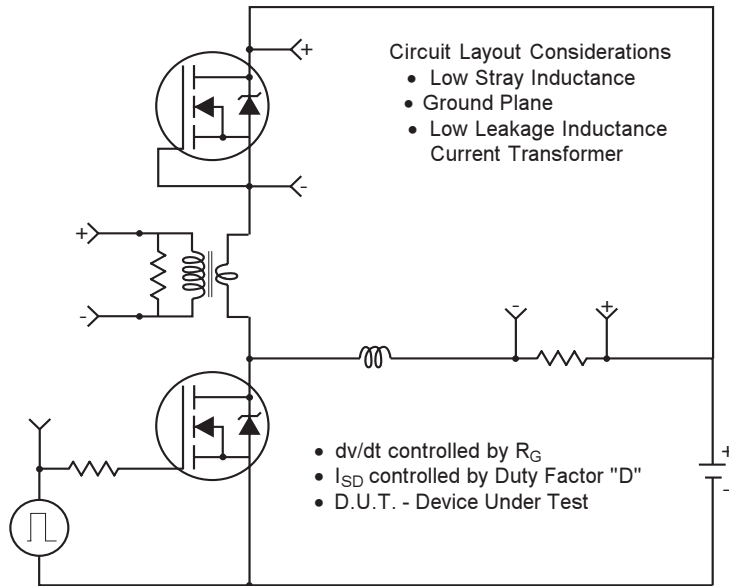 +
Circuit Layout Considerations
• Low Stray Inductance
• Ground Plane
• Low Leakage Inductance
Current Transformer
-
+
-
-
+
• dv/dt controlled by RG
• ISD controlled by Duty Factor "D"
• D.U.T. - Device Under Test
+
-